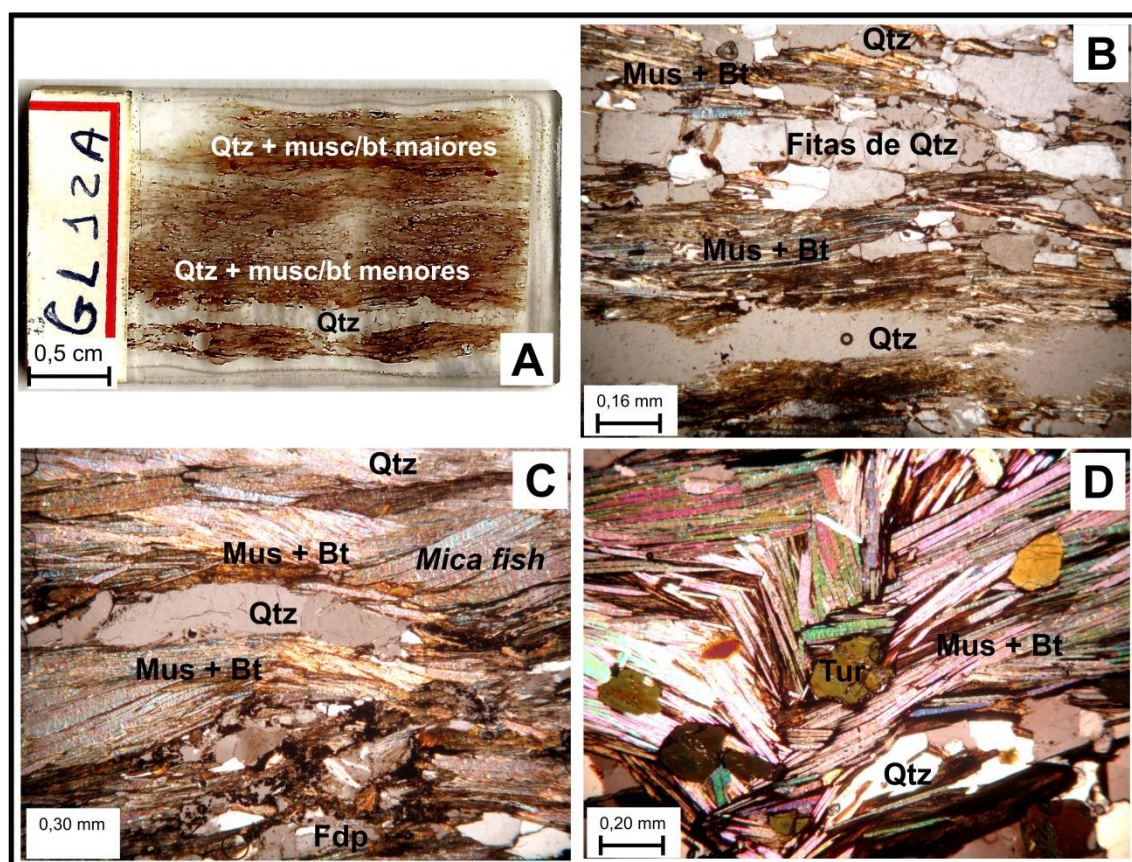 GL12A
Qtz + musc/bt maiores
Qtz + musc/bt menores
Qtz
0,5 cm
A
Qtz
B
Mus + Bt
Fitas de Qtz
Mus + Bt
Qtz
0,16 mm
Qtz
C
Mus + Bt
Mica fish
Qtz
Mus + Bt
0,30 mm
Fdp
D
Mus + Bt
Tur
Qtz
0,20 mm